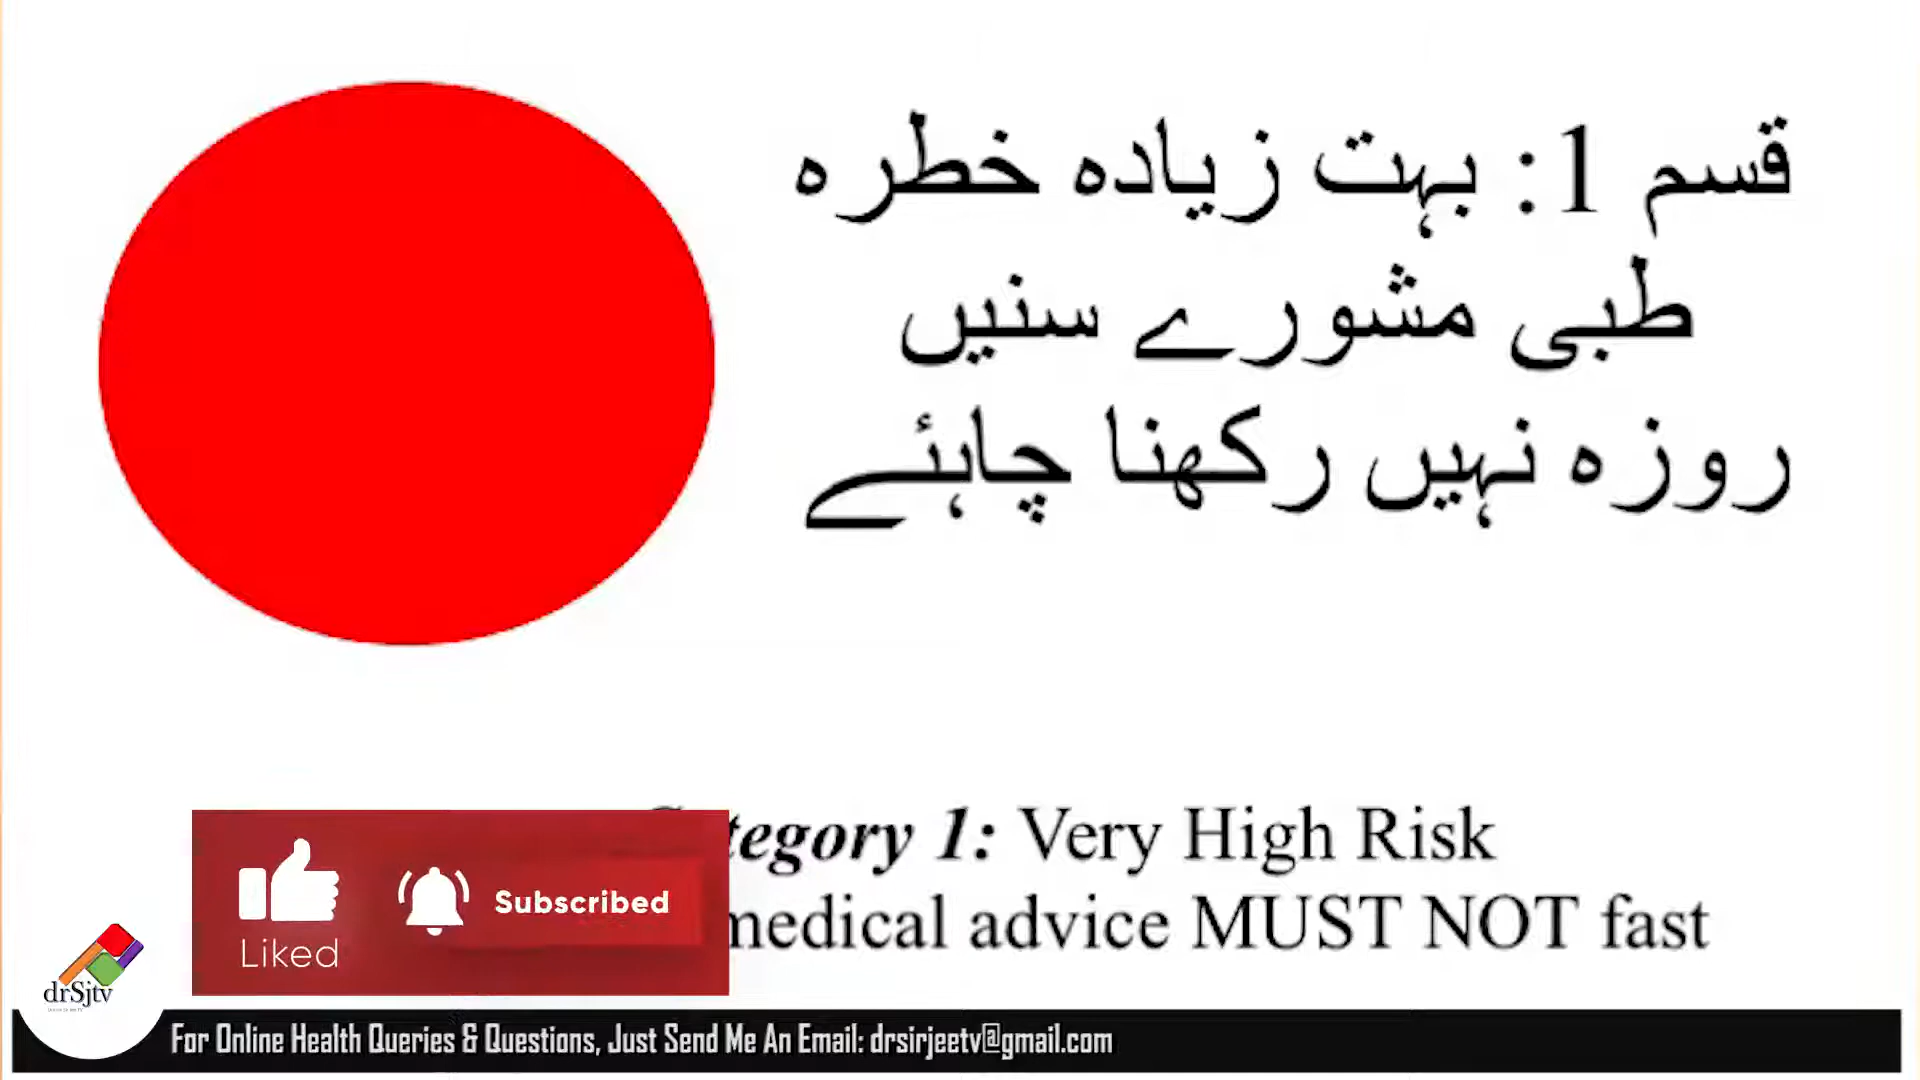 قسم 1: بہت زیادہ خطرہ
طبی مشورے سنیں
روزہ نہیں رکھنا چاہئے
Category 1: Very High Risk
medical advice MUST NOT fast
Liked
Subscribed
drSjtv
For Online Health Queries & Questions, Just Send Me An Email: drsirjeetv@gmail.com